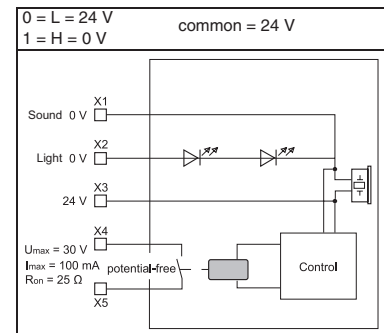 0 = L = 24 V
1 = H = 0 V
common = 24 V
X1
Sound 0 V
X2
Light 0 V
X3
24 V
X4
Umax = 30 V
Imax = 100 mA
Ron = 25 Ω
potential-free
X5
Control